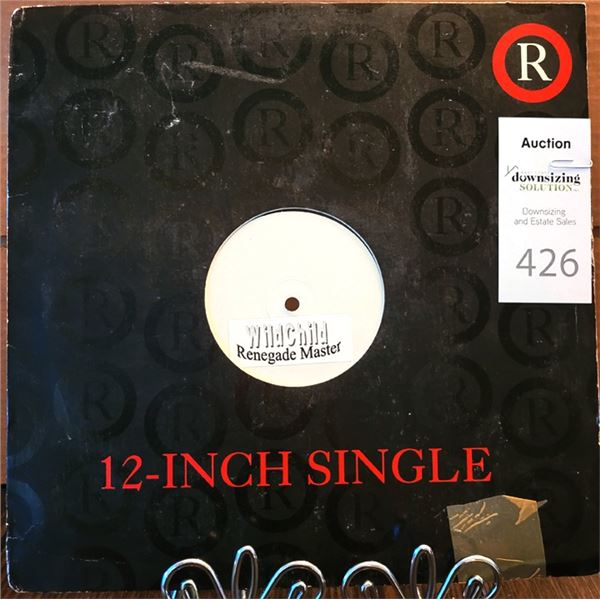 R
Auction
downsizing
SOLUTIONS
Downsizing
and Estate Sales
426
WildChild
Renegade Master
12-INCH SINGLE